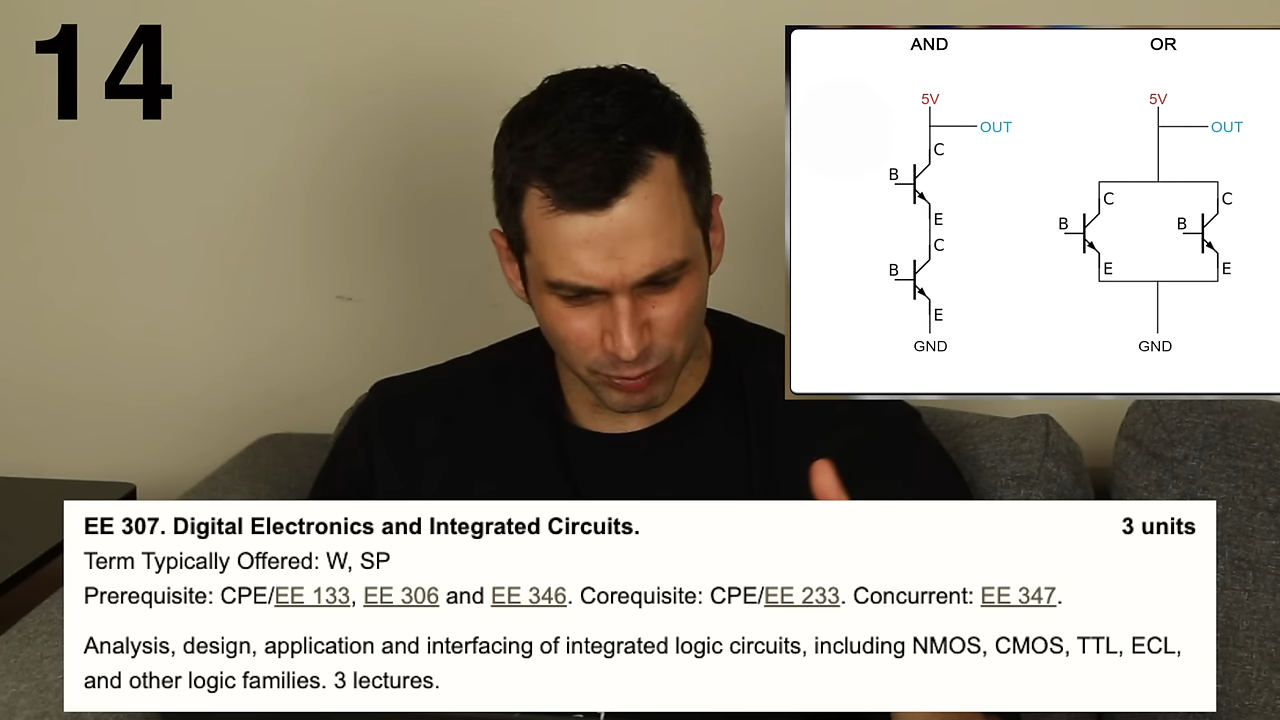 14
AND
OR
5V
5V
OUT
OUT
C
B
E
C
B
E
GND
C
B
E
C
B
E
GND
EE 307. Digital Electronics and Integrated Circuits.
3 units
Term Typically Offered: W, SP
Prerequisite: CPE/EE 133, EE 306 and EE 346. Corequisite: CPE/EE 233. Concurrent: EE 347.
Analysis, design, application and interfacing of integrated logic circuits, including NMOS, CMOS, TTL, ECL,
and other logic families. 3 lectures.